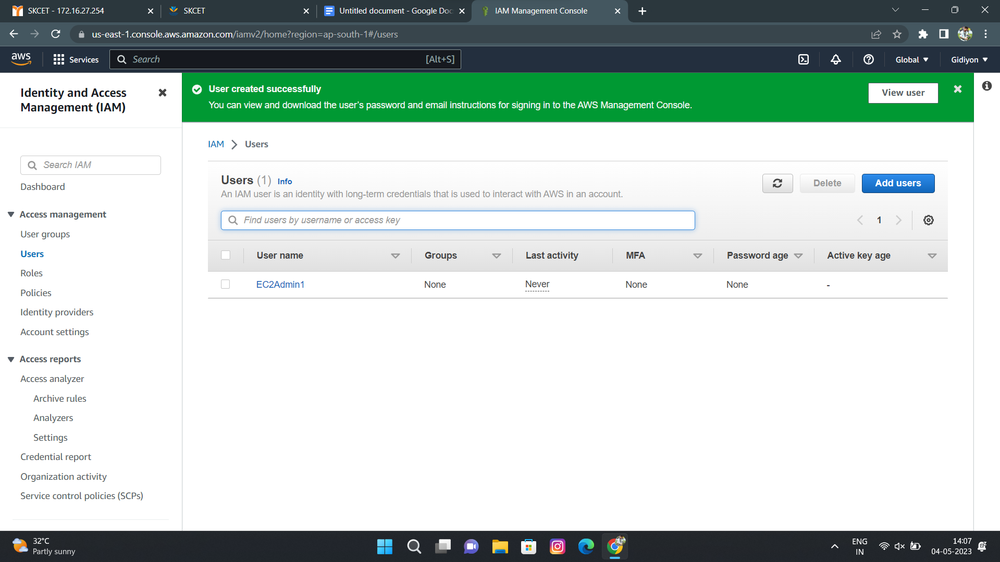 SKCET - 172.16.27.254
SKCET
Untitled document - Google Doc
IAM Management Console
us-east-1.console.aws.amazon.com/iamv2/home?region=ap-south-1#/users
aws
Services
Search
[Alt+S]
Global
Gidiyon
Identity and Access
Management (IAM)
Search IAM
Dashboard
Access management
User groups
Users
Roles
Policies
Identity providers
Account settings
Access reports
Access analyzer
Archive rules
Analyzers
Settings
Credential report
Organization activity
Service control policies (SCPs)
User created successfully
You can view and download the user's password and email instructions for signing in to the AWS Management Console.
View user
IAM
Users
Users (1) Info
An IAM user is an identity with long-term credentials that is used to interact with AWS in an account.
Delete
Add users
Find users by username or access key
1
User name Groups Last activity MFA Password age Active key age
EC2Admin1 None Never None None -
32°C
Partly sunny
ENG
IN
14:07
04-05-2023